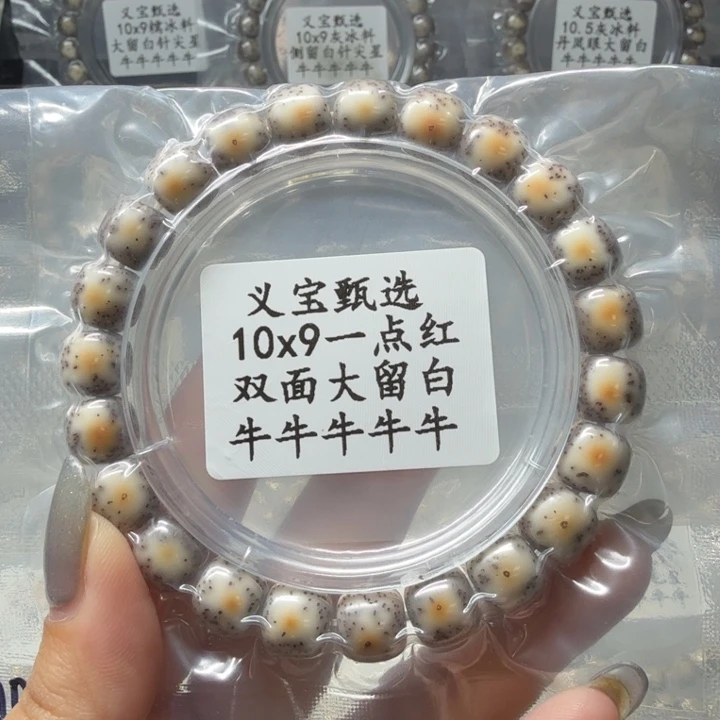 义宝甄选
10x9糯冰料
大留白针尖星
牛牛牛牛牛
义宝甄选
10x9灰冰料
侧留白针尖星
牛牛牛牛牛
义宝甄选
10.5灰冰料
丹凤眼大留白
牛牛牛牛牛
义宝甄选
10x9一点红
双面大留白
牛牛牛牛牛